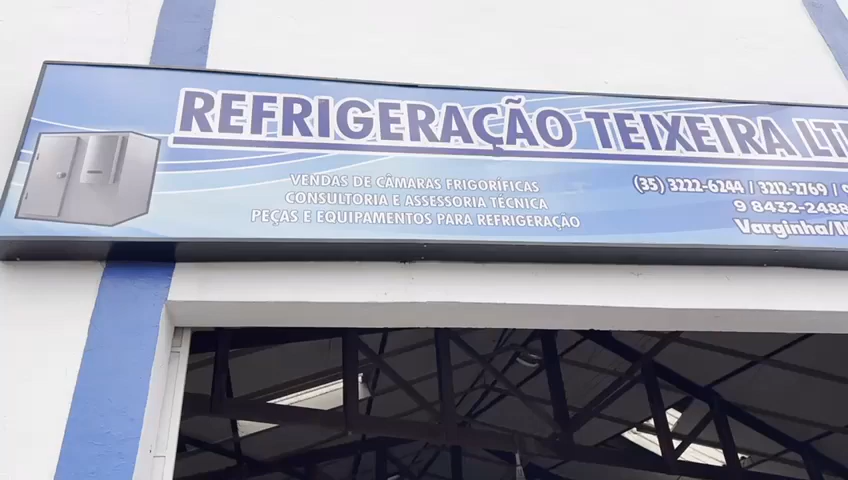 REFRIGERAÇÃO TEIXEIRA
VENDAS DE CÂMARAS FRIGORÍFICAS
CONSULTORIA E ASSESSORIA TÉCNICA
PEÇAS E EQUIPAMENTOS PARA REFRIGERAÇÃO
(35) 3222-6244 / 3212-2769 /
9 8432-2488
Varginha/